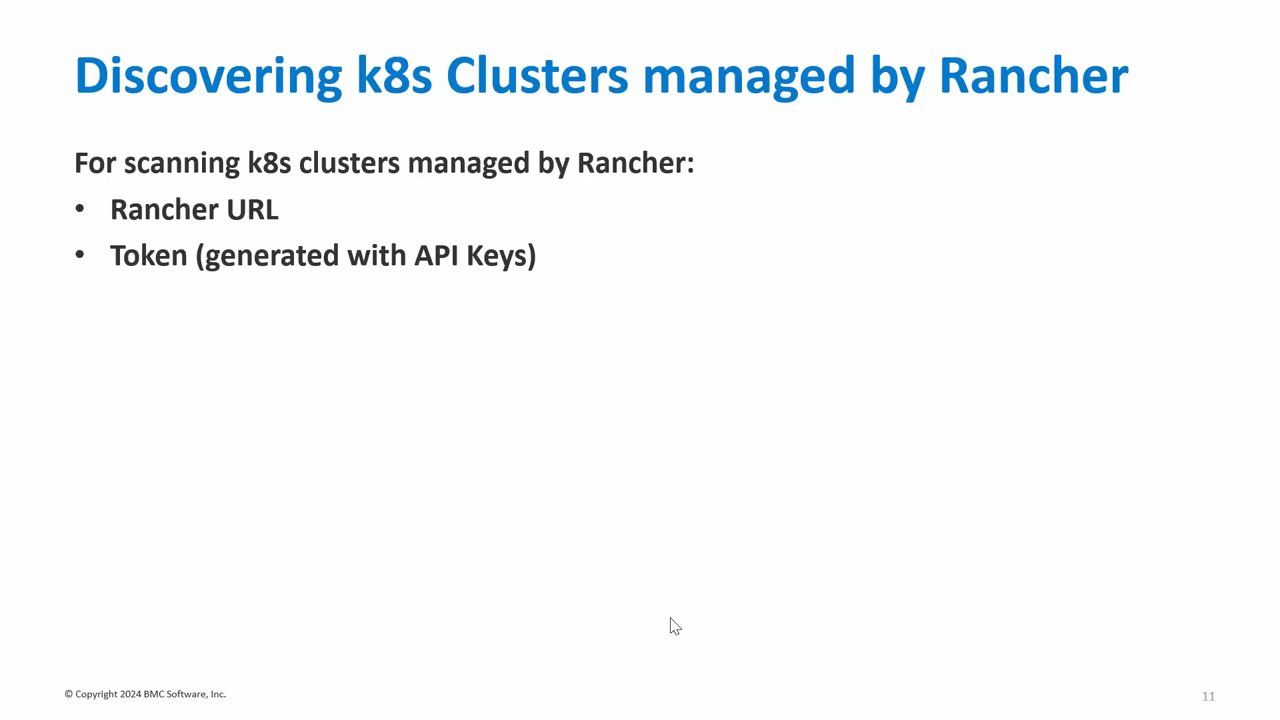 Discovering k8s Clusters managed by Rancher
For scanning k8s clusters managed by Rancher:
• Rancher URL
• Token (generated with API Keys)
© Copyright 2024 BMC Software, Inc.
11